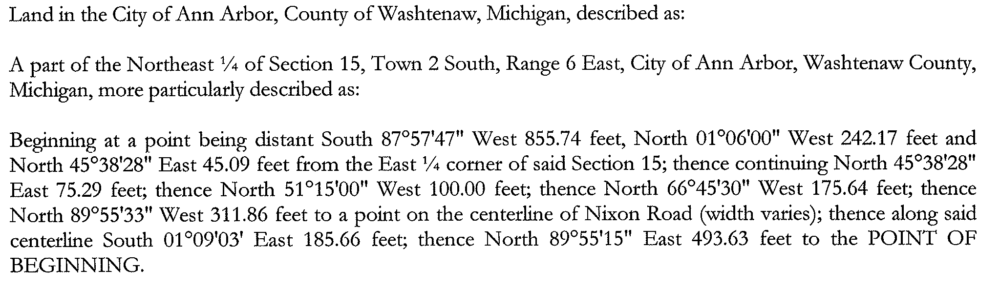 Land in the City of Ann Arbor, County of Washtenaw, Michigan, described as:
A part of the Northeast ¼ of Section 15, Town 2 South, Range 6 East, City of Ann Arbor, Washtenaw County,
Michigan, more particularly described as:
Beginning at a point being distant South 87°57'47" West 855.74 feet, North 01°06'00" West 242.17 feet and
North 45°38'28" East 45.09 feet from the East ¼ corner of said Section 15; thence continuing North 45°38'28"
East 75.29 feet; thence North 51°15'00" West 100.00 feet; thence North 66°45'30" West 175.64 feet; thence
North 89°55'33" West 311.86 feet to a point on the centerline of Nixon Road (width varies); thence along said
centerline South 01°09'03' East 185.66 feet; thence North 89°55'15" East 493.63 feet to the POINT OF
BEGINNING.